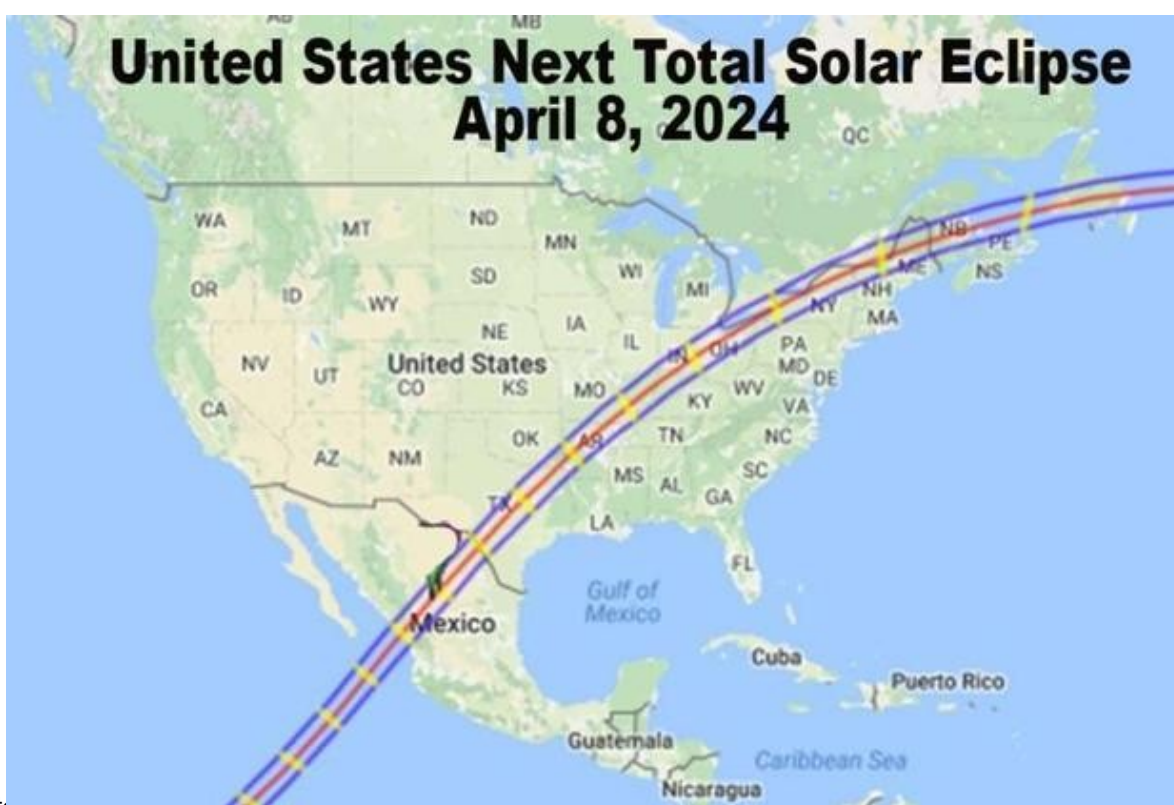 AB
MB
United States Next Total Solar Eclipse
April 8, 2024
QC
WA
MT
ND
MN
NB
PE
OR
ID
WY
SD
WI
MI
ME
NS
NH
NY
MA
NE
IA
IL
IN
OH
PA
NV
UT
United States
CO
KS
MO
WV
MD
DE
KY
VA
CA
AZ
NM
OK
AR
TN
NC
MS
AL
SC
GA
TX
LA
FL
Gulf of
Mexico
Mexico
Cuba
Puerto Rico
Guatemala
Caribbean Sea
Nicaragua